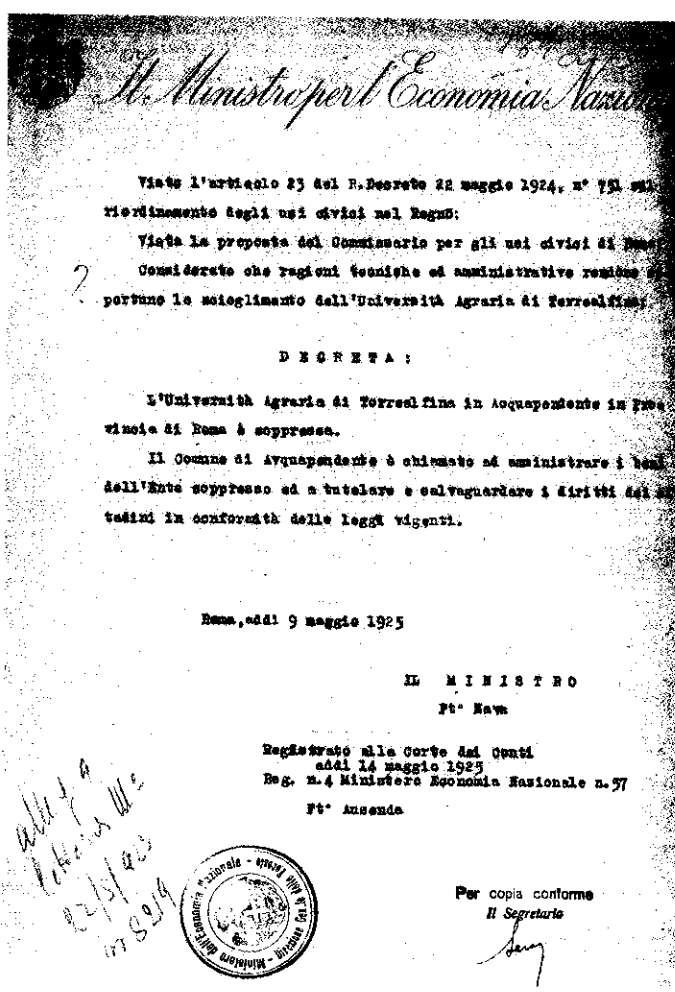 Il Ministro per l'Economia Nazion
Visto l'articolo 23 del R.Decreto 22 maggio 1924, n° 751 sul
riordinamento degli usi civici nel Regno;
Vista la proposta del Commissario per gli usi civici di Roma
?
Considerato che ragioni tecniche ed amministrative rendono
portuno lo scioglimento dell'Università Agraria di Torrealfina;
DECRETA:
L'Università Agraria di Torrealfina in Acquapendente in Pro
vincia di Roma è soppressa.
Il Comune di Avquapendente è chiamato ad amministrare i beni
dell'Ente soppresso ed a tutelare e salvaguardare i diritti dei
tadini in conformità delle leggi vigenti.
Roma, addì 9 maggio 1925
IL MINISTRO
Ft° Nava
Registrato alla Corte dei Conti
addì 14 maggio 1925
Reg. n.4 Ministero Economia Nazionale n.57
Ft° Ausenda
Per copia conforme
Il Segretario